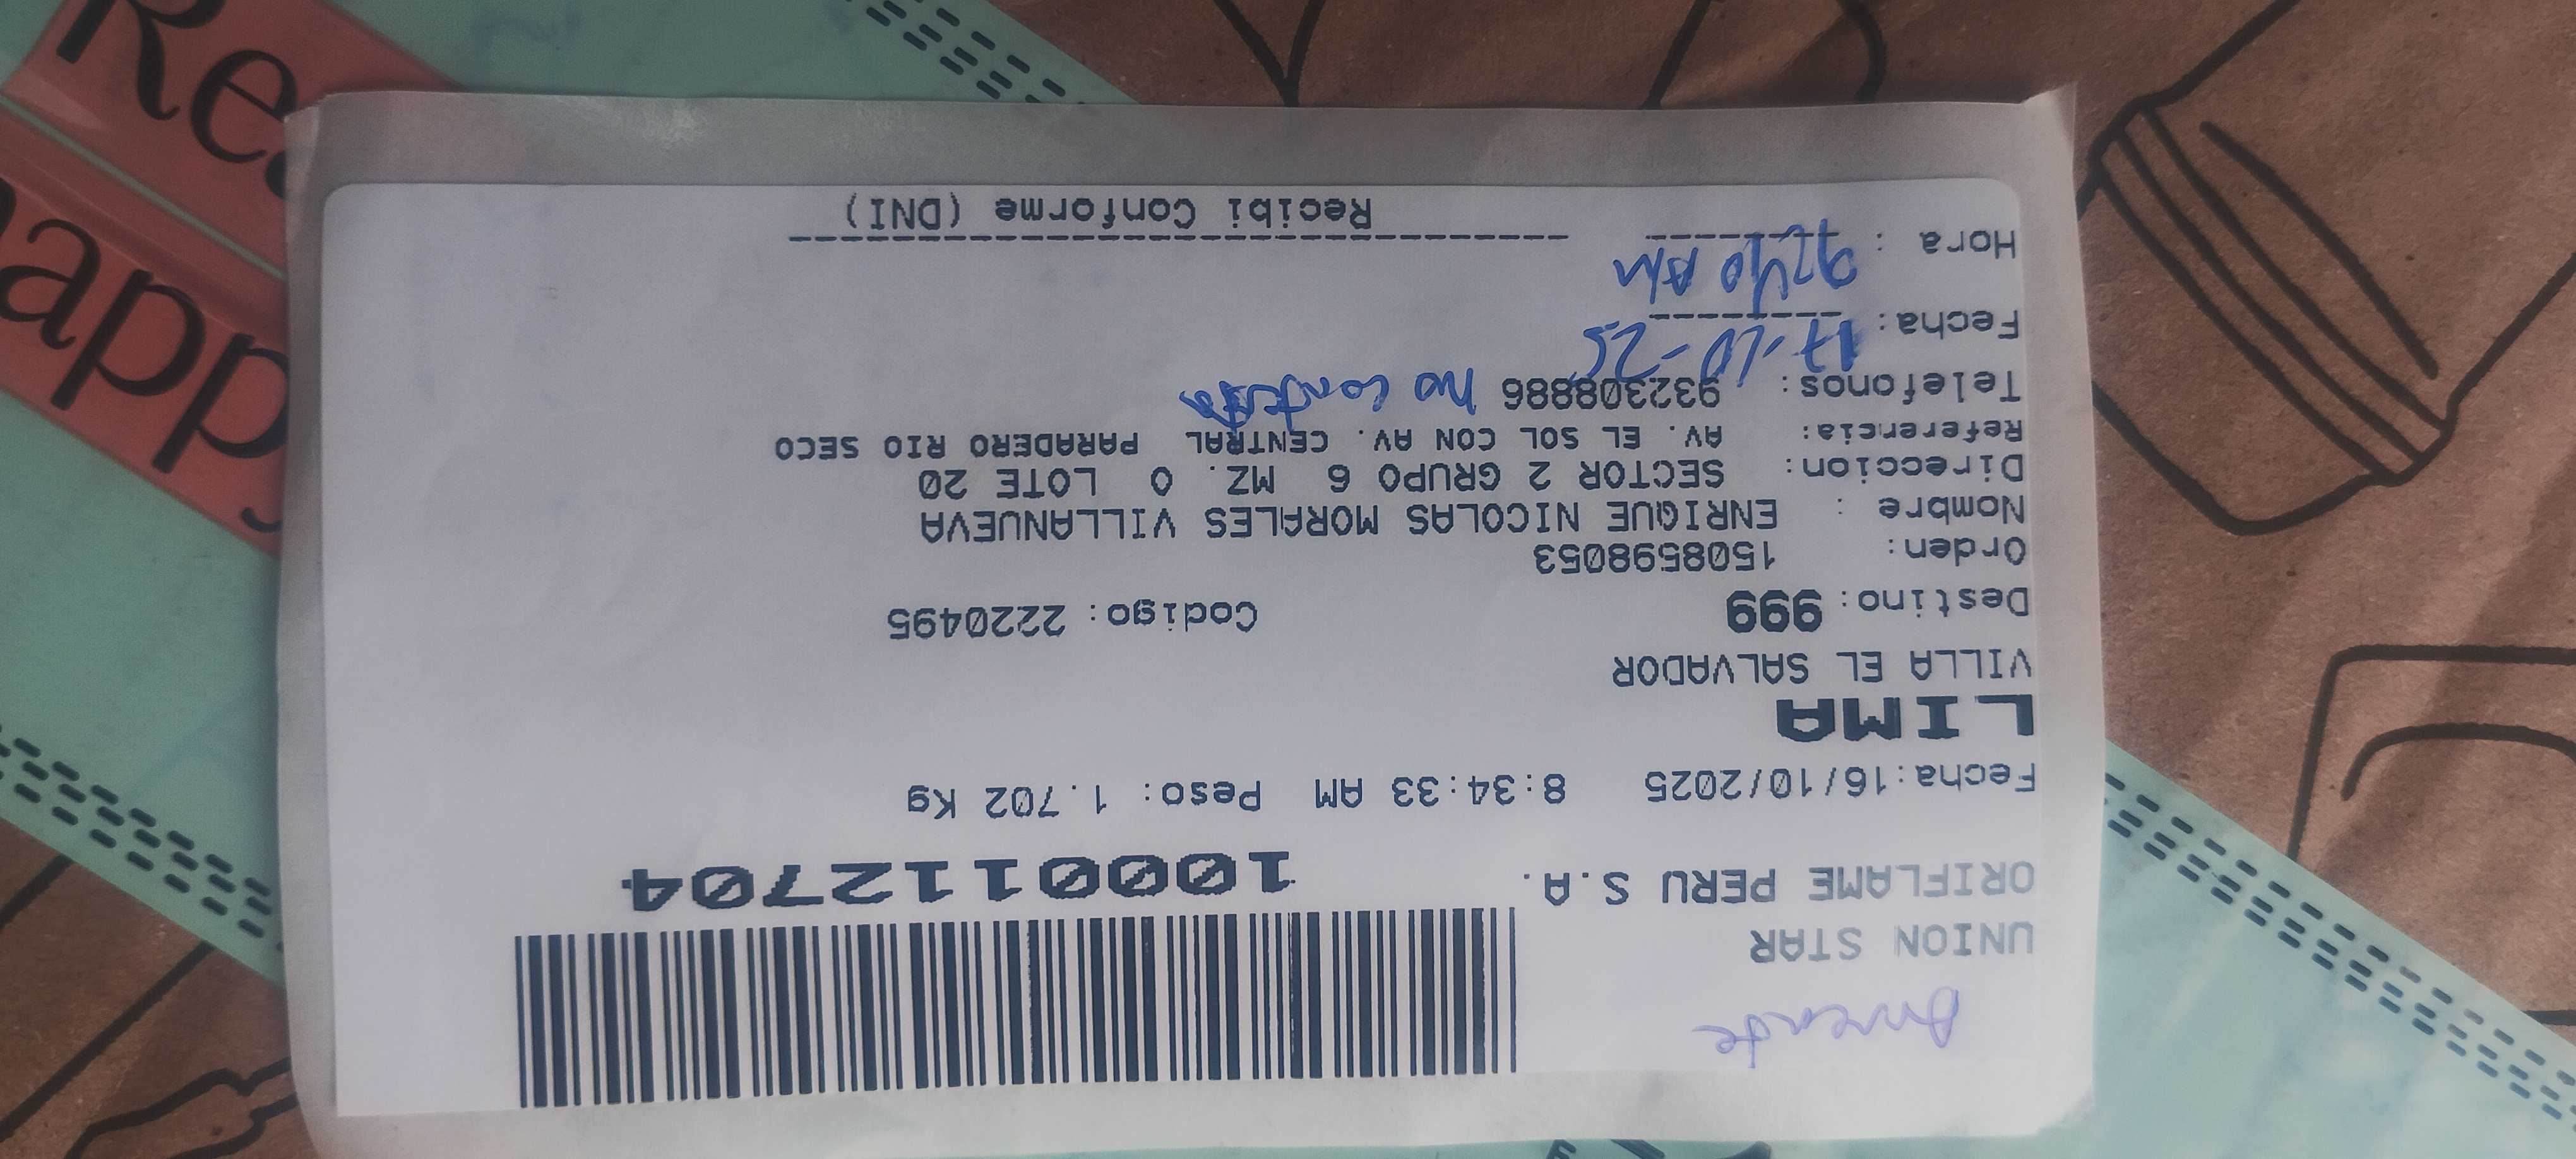 Ausente
UNION STAR
ORIFLAME PERU S.A.
1000112704
Fecha:16/10/2025 8:34:33 AM Peso: 1.702 Kg
LIMA
VILLA EL SALVADOR
Destino: 999 Codigo: 2220495
Orden: 1508598053
Nombre : ENRIQUE NICOLAS MORALES VILLANUEVA
Direccion: SECTOR 2 GRUPO 6 MZ. O LOTE 20
Referencia: AV. EL SOL CON AV. CENTRAL PARADERO RIO SECO
Telefonos: 932308886 no contesta
Fecha: 17-10-25
Hora : 9:40 AM
Recibi Conforme (DNI)